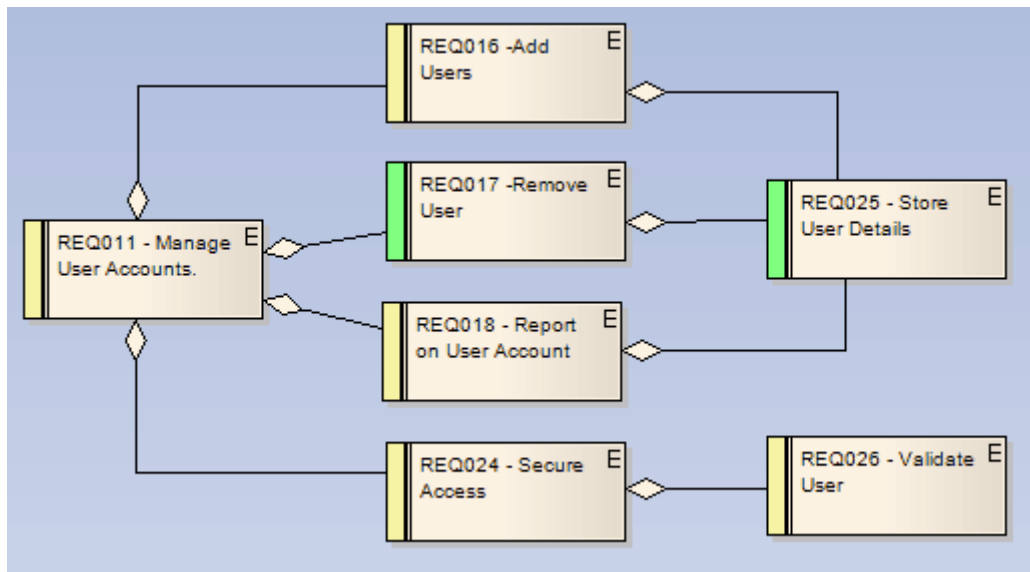 REQ016 -Add
Users
E
REQ017 -Remove
User
E
REQ025 - Store
User Details
E
REQ011 - Manage
User Accounts.
E
REQ018 - Report
on User Account
E
REQ024 - Secure
Access
E
REQ026 - Validate
User
E